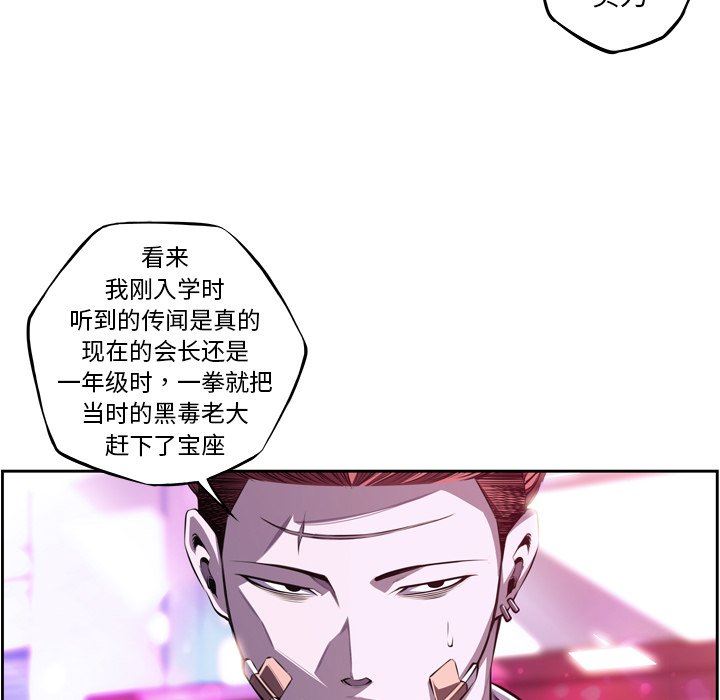 看来
我刚入学时
听到的传闻是真的
现在的会长还是
一年级时，一拳就把
当时的黑毒老大
赶下了宝座